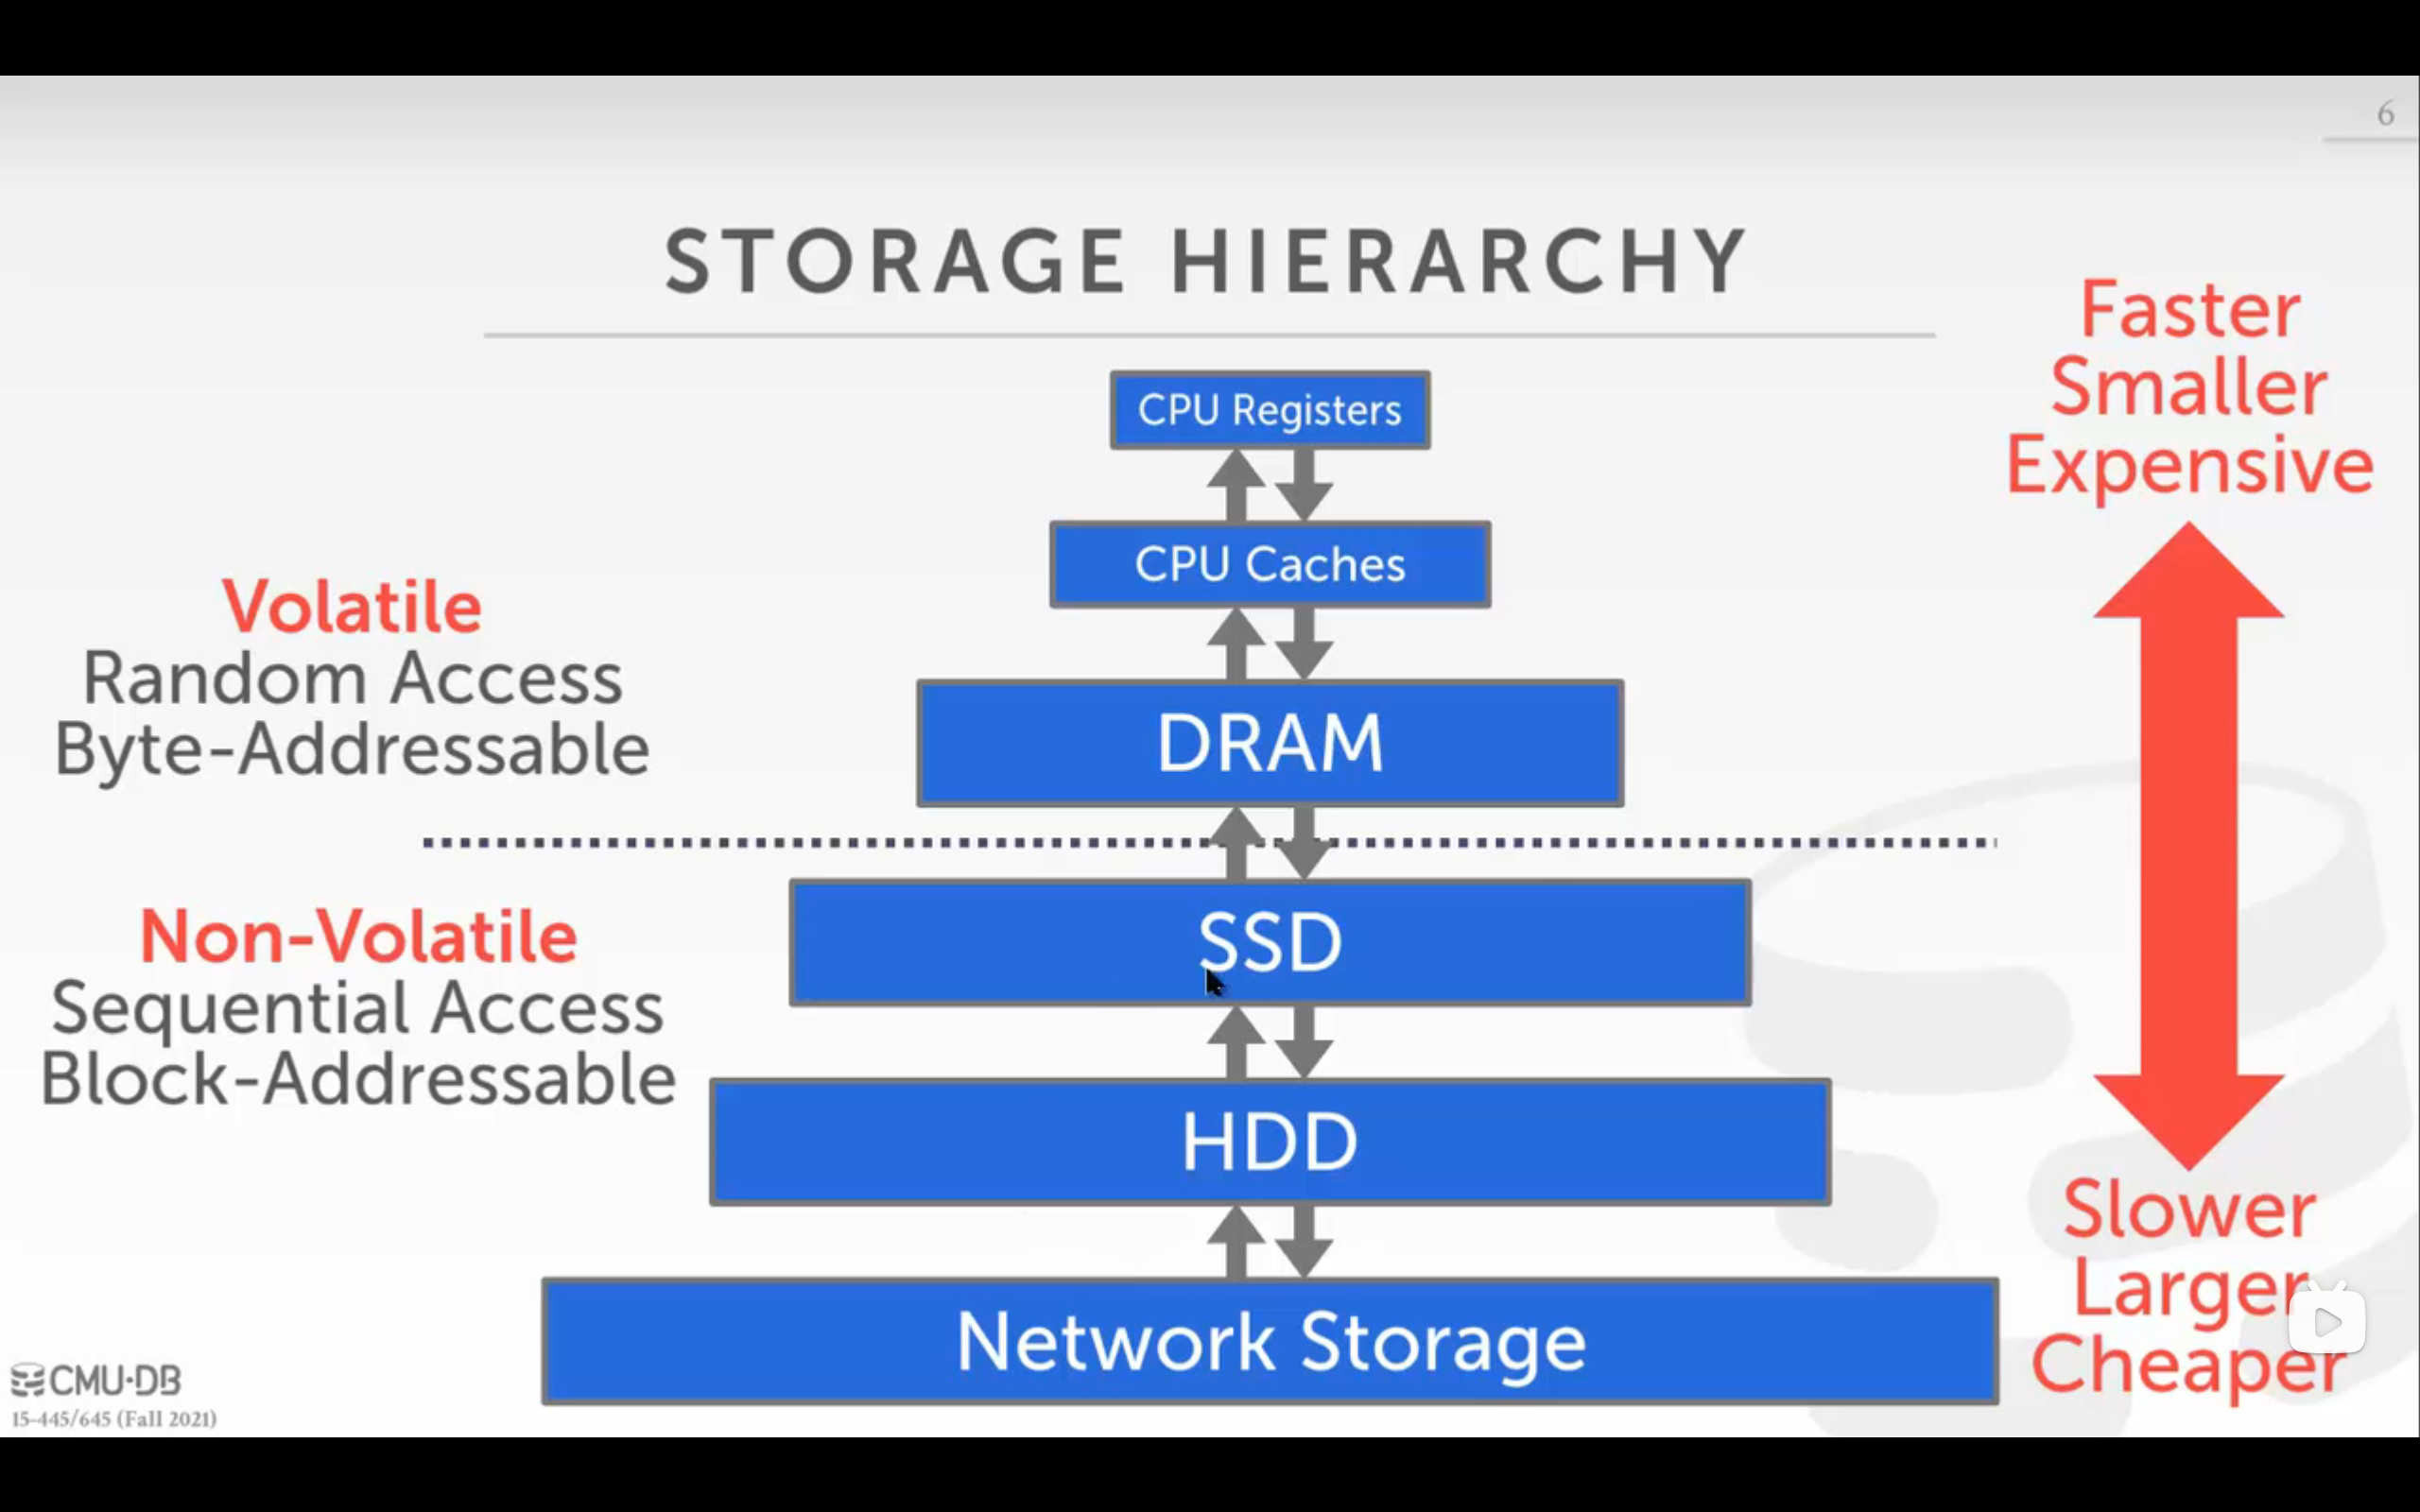 6
STORAGE HIERARCHY
Faster
Smaller
Expensive
CPU Registers
CPU Caches
Volatile
Random Access
Byte-Addressable
DRAM
Non-Volatile
Sequential Access
Block-Addressable
SSD
HDD
Network Storage
Slower
Larger
Cheaper
CMU·DB
15-445/645 (Fall 2021)